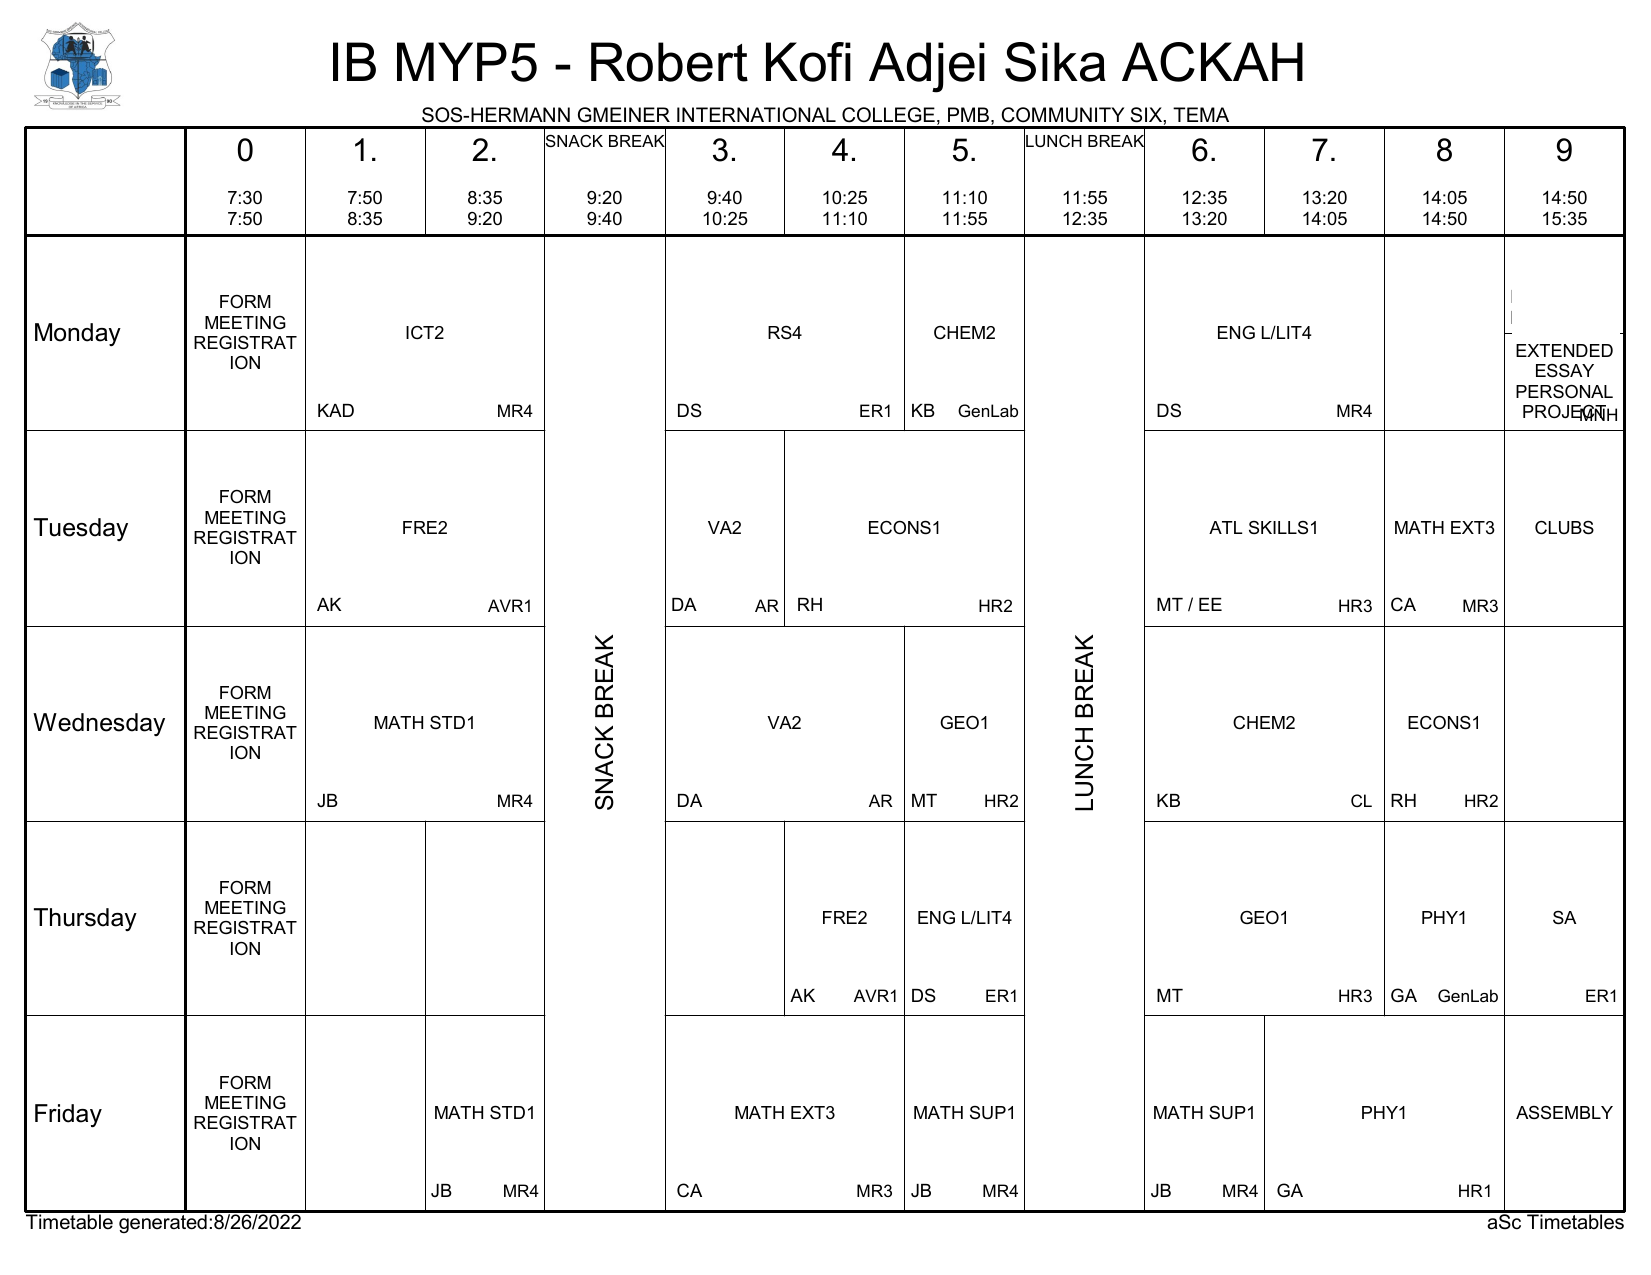 IB MYP5 - Robert Kofi Adjei Sika ACKAH
SOS-HERMANN GMEINER INTERNATIONAL COLLEGE, PMB, COMMUNITY SIX, TEMA
0 1. 2. SNACK BREAK 3. 4. 5. LUNCH BREAK 6. 7. 8 9
7:30 7:50 8:35 9:20 9:40 10:25 11:10 11:55 12:35 13:20 14:05 14:50
7:50 8:35 9:20 9:40 10:25 11:10 11:55 12:35 13:20 14:05 14:50 15:35
Monday
FORM
MEETING
REGISTRAT
ION
ICT2
KAD MR4
RS4
DS ER1
CHEM2
KB GenLab
ENG L/LIT4
DS MR4
EXTENDED
ESSAY
PERSONAL
PROJECT
MNH
Tuesday
FORM
MEETING
REGISTRAT
ION
FRE2
AK AVR1
VA2
DA AR
ECONS1
RH HR2
ATL SKILLS1
MT / EE HR3
MATH EXT3
CA MR3
CLUBS
SNACK BREAK
LUNCH BREAK
Wednesday
FORM
MEETING
REGISTRAT
ION
MATH STD1
JB MR4
VA2
DA AR
GEO1
MT HR2
CHEM2
KB CL
ECONS1
RH HR2
Thursday
FORM
MEETING
REGISTRAT
ION
FRE2
AK AVR1
ENG L/LIT4
DS ER1
GEO1
MT HR3
PHY1
GA GenLab
SA
ER1
Friday
FORM
MEETING
REGISTRAT
ION
MATH STD1
JB MR4
MATH EXT3
CA MR3
MATH SUP1
JB MR4
MATH SUP1
JB MR4
PHY1
GA HR1
ASSEMBLY
Timetable generated:8/26/2022
aSc Timetables